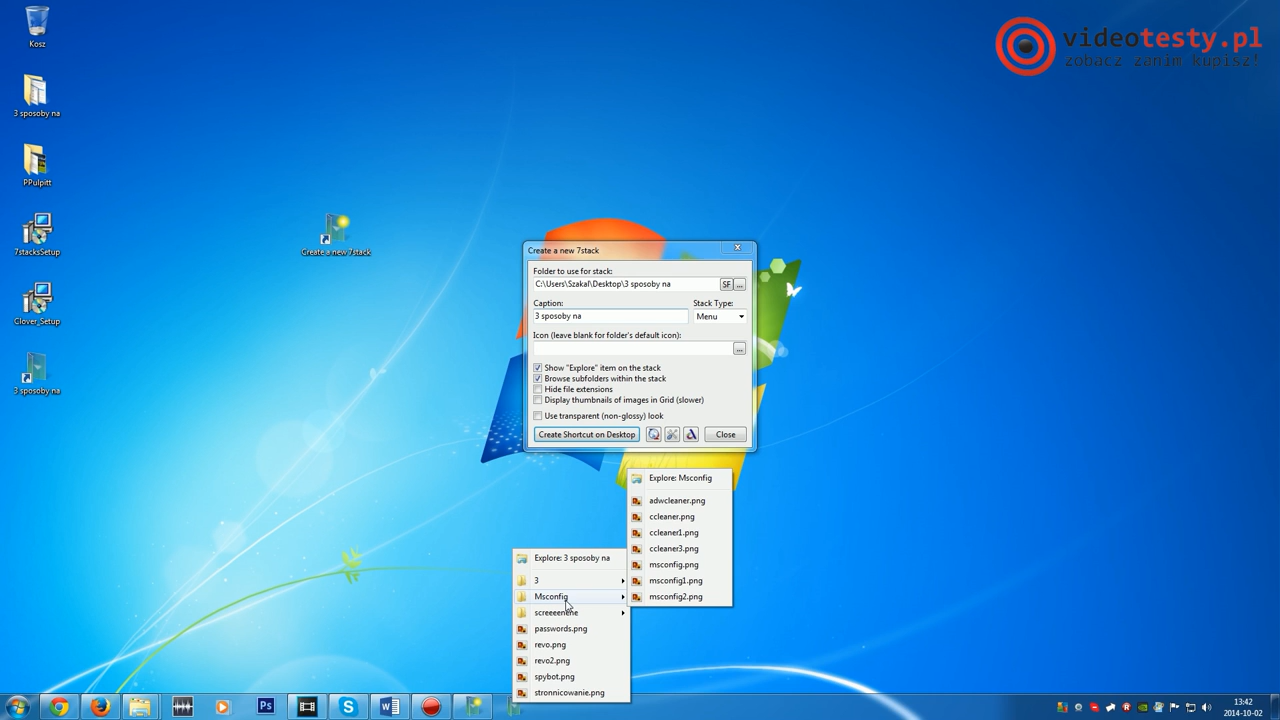 videotesty.pl
zobacz zanim kupisz!
Kosz
3 sposoby na
PPulpitt
7stacksSetup
Clover_Setup
3 sposoby na
Create a new 7stack
Create a new 7stack
Folder to use for stack:
C:\Users\Szakal\Desktop\3 sposoby na
SF ...
Caption:
Stack Type:
3 sposoby na
Menu
Icon (leave blank for folder's default icon):
...
Show "Explore" item on the stack
Browse subfolders within the stack
Hide file extensions
Display thumbnails of images in Grid (slower)
Use transparent (non-glossy) look
Create Shortcut on Desktop
Close
Explore: Msconfig
adwcleaner.png
ccleaner.png
ccleaner1.png
ccleaner3.png
msconfig.png
msconfig1.png
msconfig2.png
Explore: 3 sposoby na
3
Msconfig
screeenene
passwords.png
revo.png
revo2.png
spybot.png
stronnicowanie.png
Ps
13:42
2014-10-02